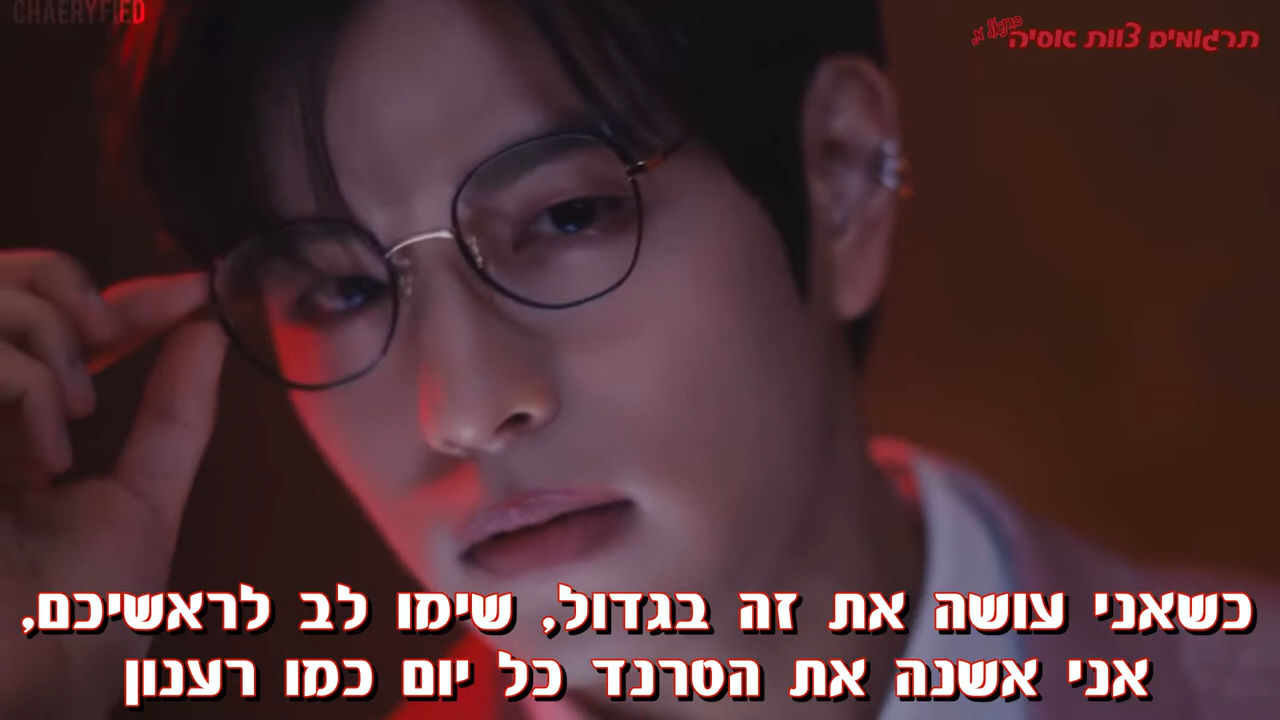 CHAERYFIED
תרגומים צוות אסיה
כשאני עושה את זה בגדול, שימו לב לראשיכם,
אני אשנה את הטרנד כל יום כמו רענון